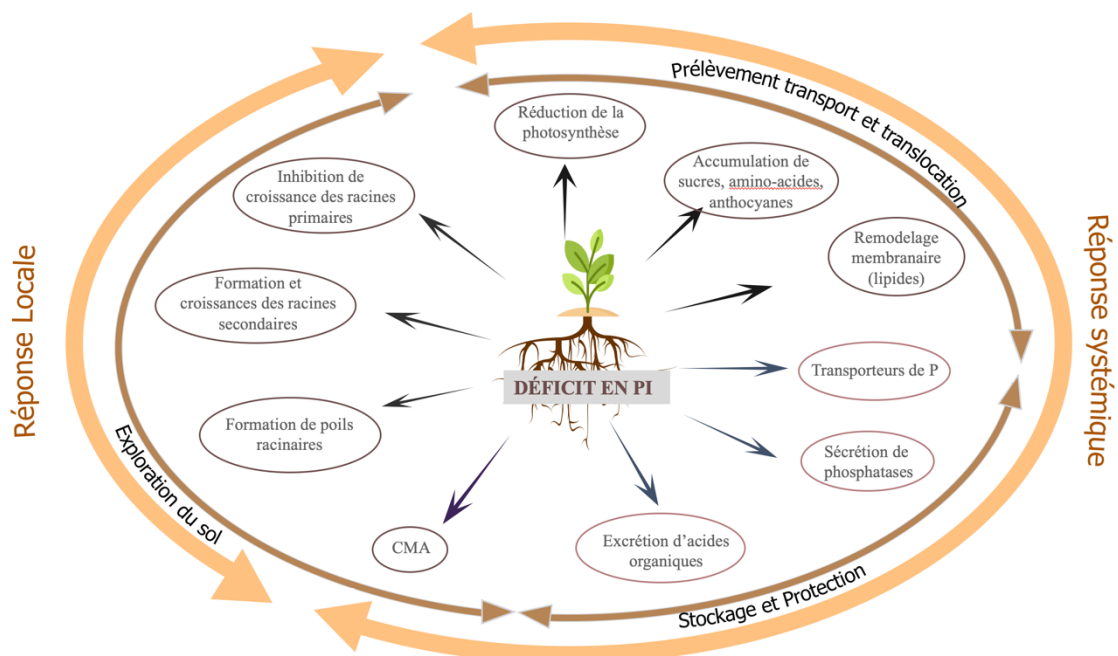 Prélèvement transport et translocation
Réduction de la
photosynthèse
Accumulation de
sucres, amino-acides,
anthocyanes
Inhibition de
croissance des racines
primaires
Remodelage
membranaire
(lipides)
Réponse Locale
Réponse systémique
Formation et
croissances des racines
secondaires
Transporteurs de P
DÉFICIT EN PI
Formation de poils
racinaires
Sécrétion de
phosphatases
Exploration du sol
CMA
Excrétion d’acides
organiques
Stockage et Protection